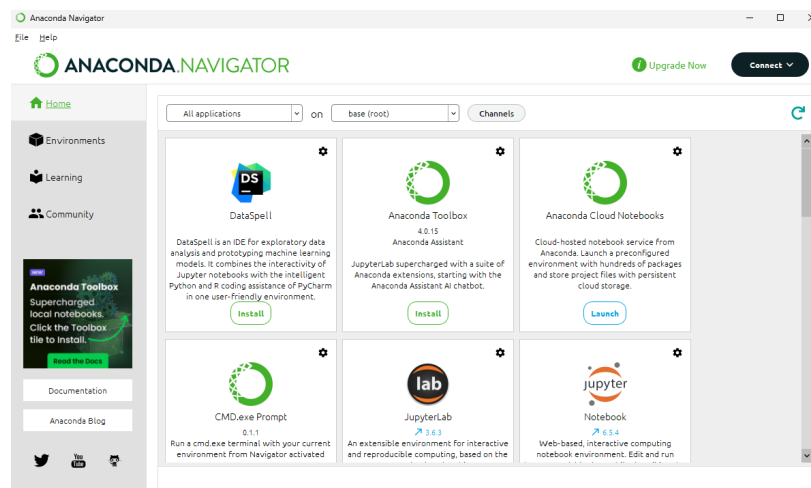 Anaconda Navigator
File Help
ANACONDA.NAVIGATOR
i Upgrade Now
Connect
Home
Environments
Learning
Community
NEW
Anaconda Toolbox
Supercharged
local notebooks.
Click the Toolbox
tile to Install.
Read the Docs
Documentation
Anaconda Blog
You
Tube
All applications on base (root) Channels
DS
DataSpell
DataSpell is an IDE for exploratory data
analysis and prototyping machine learning
models. It combines the interactivity of
Jupyter notebooks with the intelligent
Python and R coding assistance of PyCharm
in one user-friendly environment.
Install
Anaconda Toolbox
4.0.15
Anaconda Assistant
JupyterLab supercharged with a suite of
Anaconda extensions, starting with the
Anaconda Assistant AI chatbot.
Install
Anaconda Cloud Notebooks
Cloud-hosted notebook service from
Anaconda. Launch a preconfigured
environment with hundreds of packages
and store project files with persistent
cloud storage.
Launch
CMD.exe Prompt
0.1.1
Run a cmd.exe terminal with your current
environment from Navigator activated
lab
JupyterLab
3.6.3
An extensible environment for interactive
and reproducible computing, based on the
jupyter
Notebook
6.5.4
Web-based, interactive computing
notebook environment. Edit and run